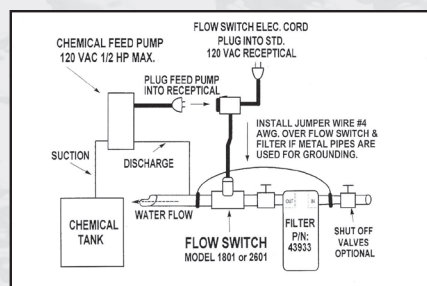 FLOW SWITCH ELEC. CORD
PLUG INTO STD.
120 VAC RECEPTICAL
CHEMICAL FEED PUMP
120 VAC 1/2 HP MAX.
PLUG FEED PUMP
INTO RECEPTICAL
INSTALL JUMPER WIRE #4
AWG. OVER FLOW SWITCH &
FILTER IF METAL PIPES ARE
USED FOR GROUNDING.
SUCTION
DISCHARGE
WATER FLOW
CHEMICAL
TANK
FLOW SWITCH
MODEL 1801 or 2601
OUT
IN
FILTER
P/N:
43933
SHUT OFF
VALVES
OPTIONAL